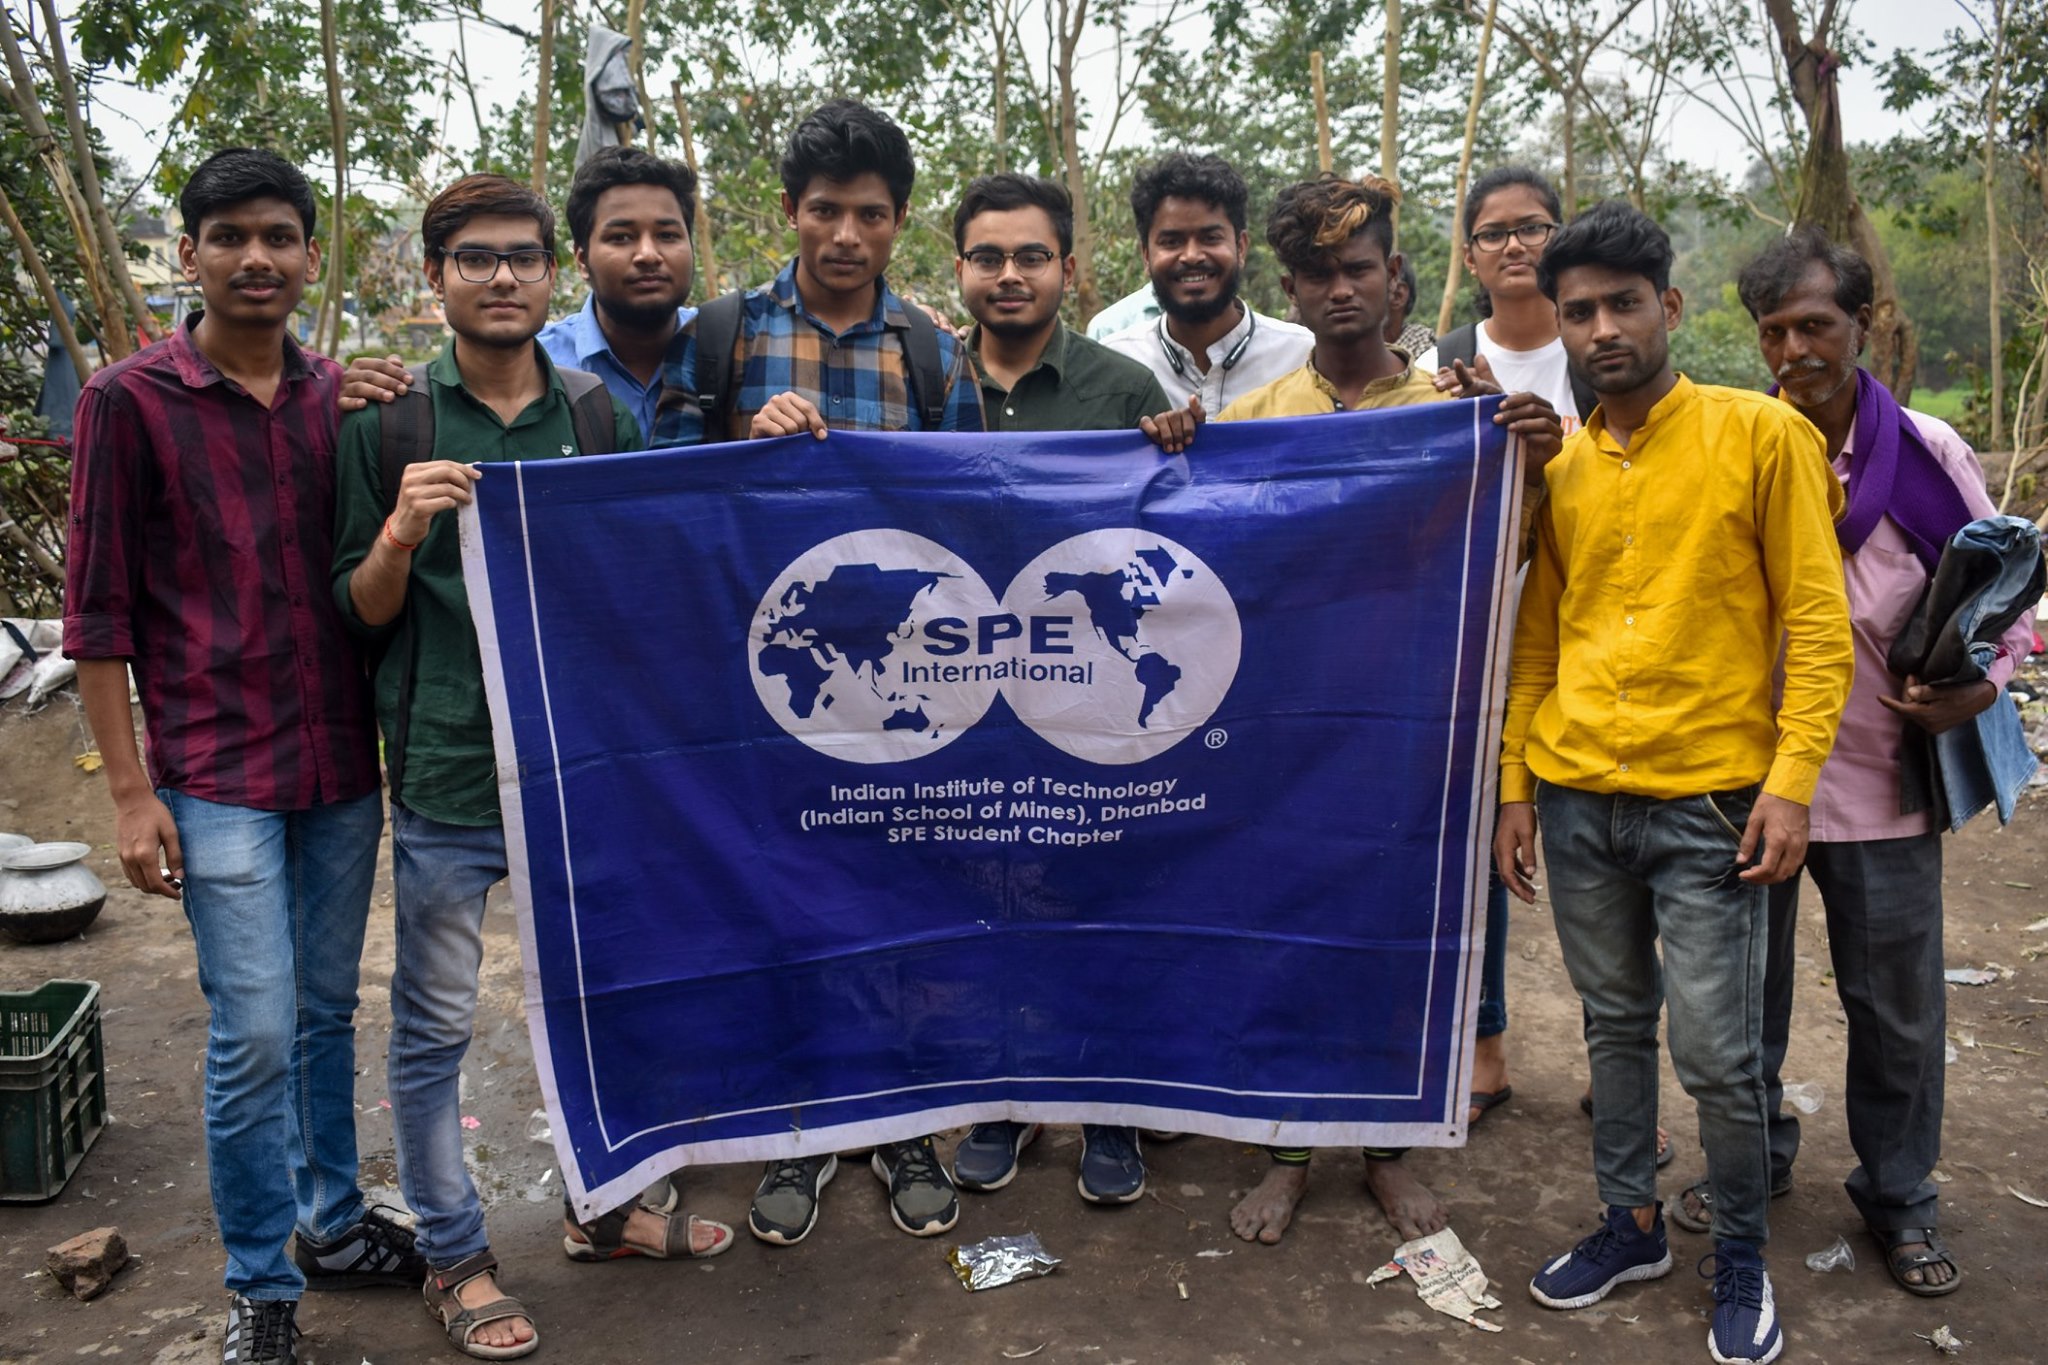 SPE
International
®
Indian Institute of Technology
(Indian School of Mines), Dhanbad
SPE Student Chapter